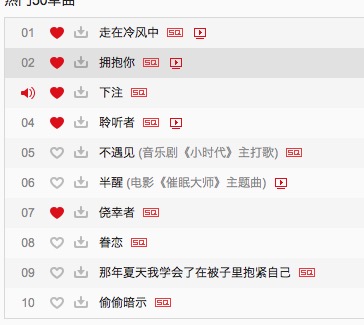 热门50单曲
01 走在冷风中 SQ
02 拥抱你 SQ
下注 SQ
04 聆听者 SQ
05 不遇见 (音乐剧《小时代》主打歌) SQ
06 半醒 (电影《催眠大师》主题曲)
07 侥幸者 SQ
08 眷恋 SQ
09 那年夏天我学会了在被子里抱紧自己 SQ
10 偷偷暗示 SQ